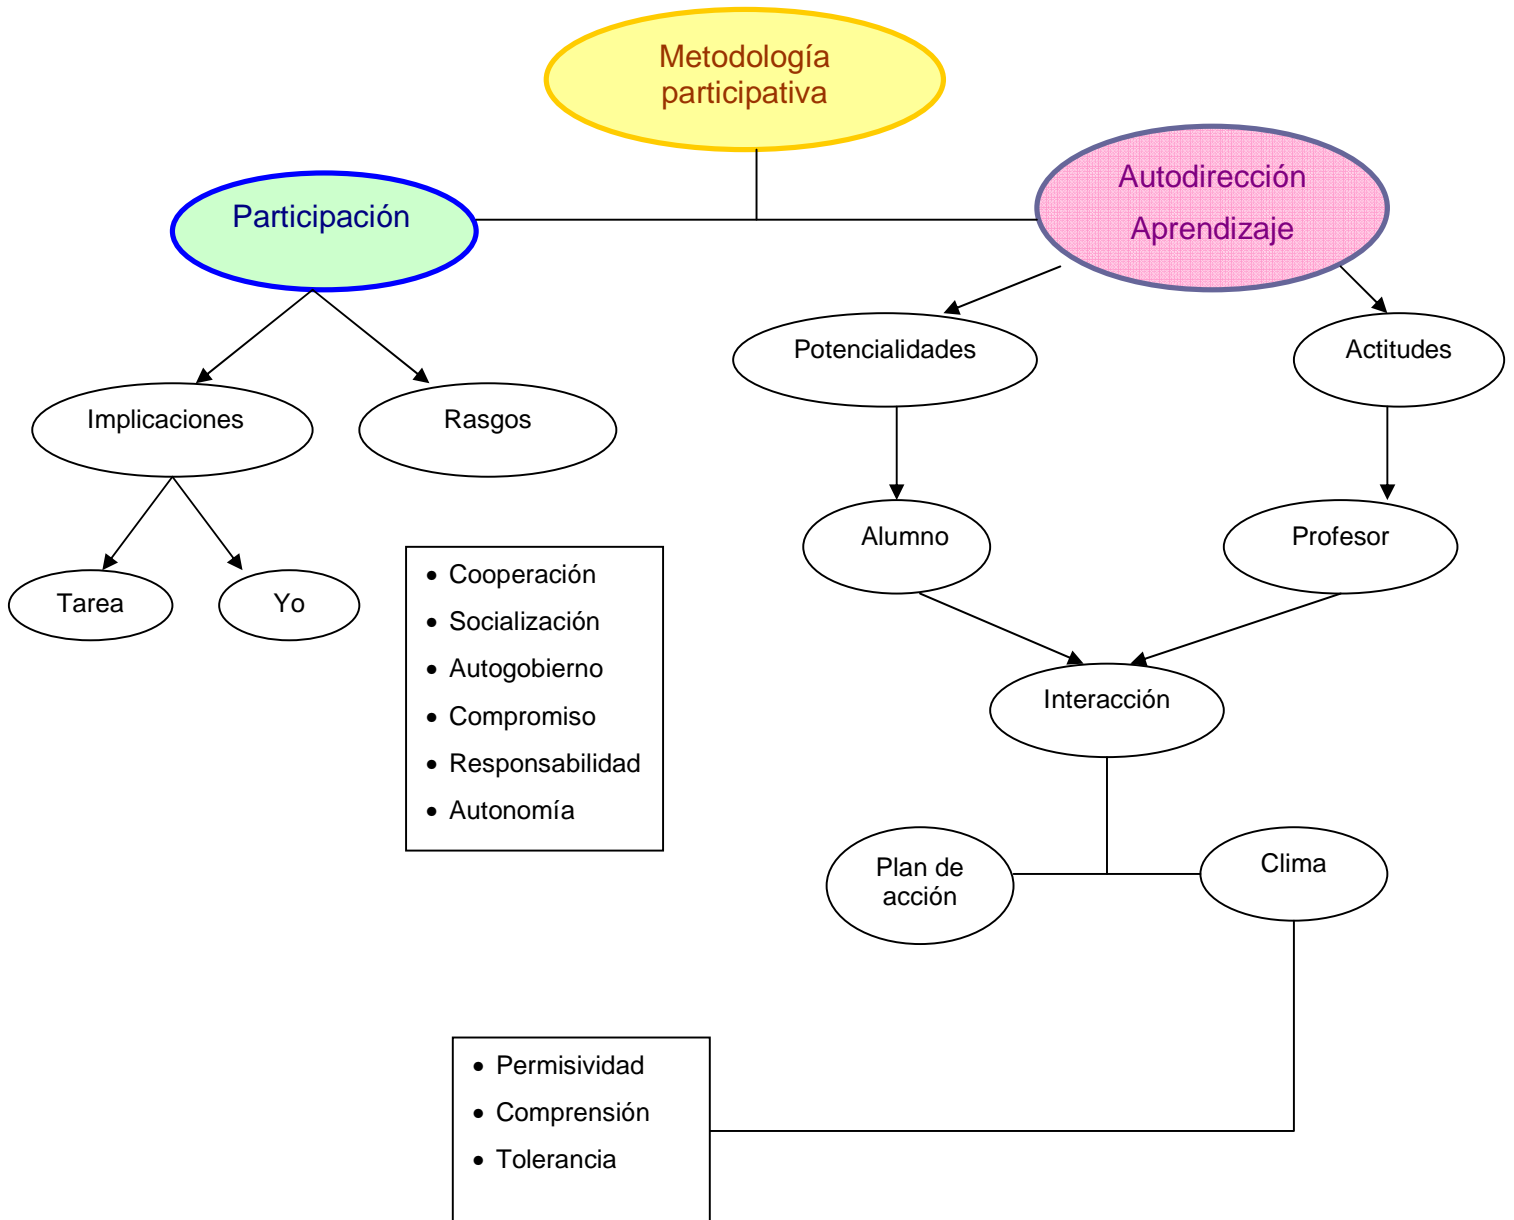 Metodología
participativa
Participación
Autodirección
Aprendizaje
Potencialidades
Actitudes
Implicaciones
Rasgos
Alumno
Profesor
Tarea
Yo
• Cooperación
• Socialización
• Autogobierno
• Compromiso
• Responsabilidad
• Autonomía
Interacción
Plan de
acción
Clima
• Permisividad
• Comprensión
• Tolerancia